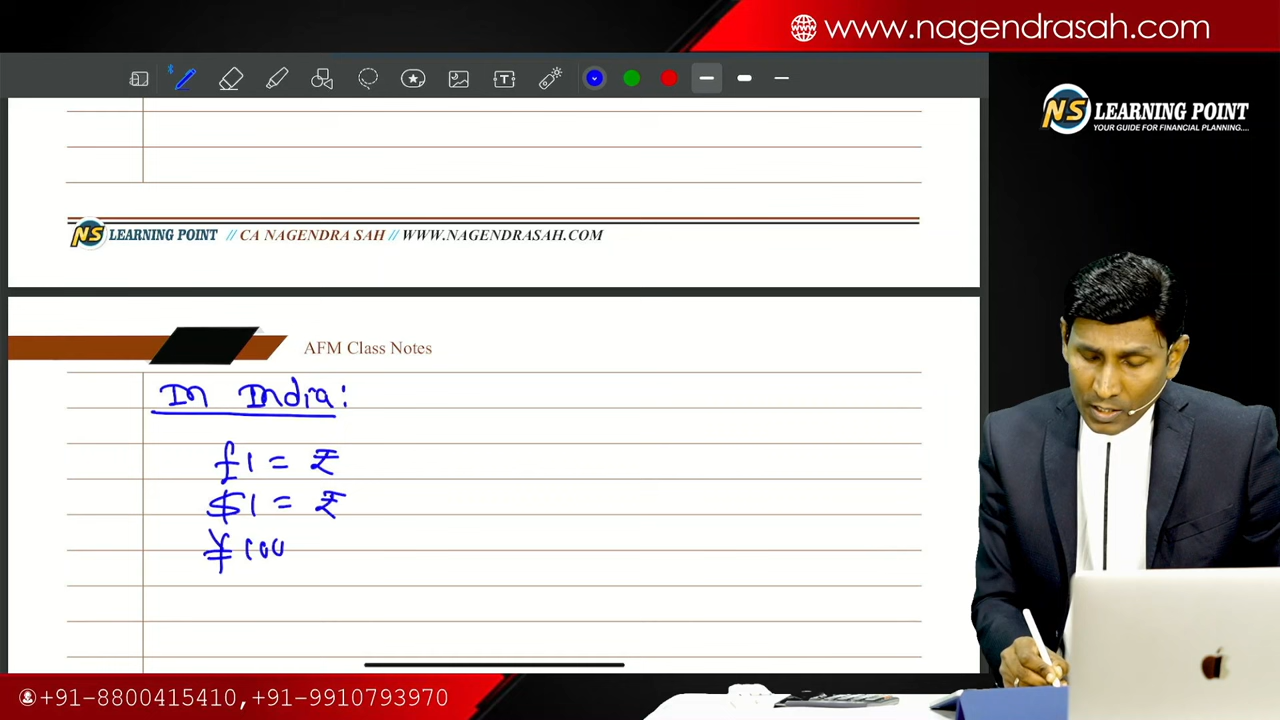 www.nagendrasah.com
NS LEARNING POINT
YOUR GUIDE FOR FINANCIAL PLANNING....
T
NS LEARNING POINT // CA NAGENDRA SAH // WWW.NAGENDRASAH.COM
AFM Class Notes
In India:
£1 = ₹
$1 = ₹
¥100
+91-8800415410,+91-9910793970